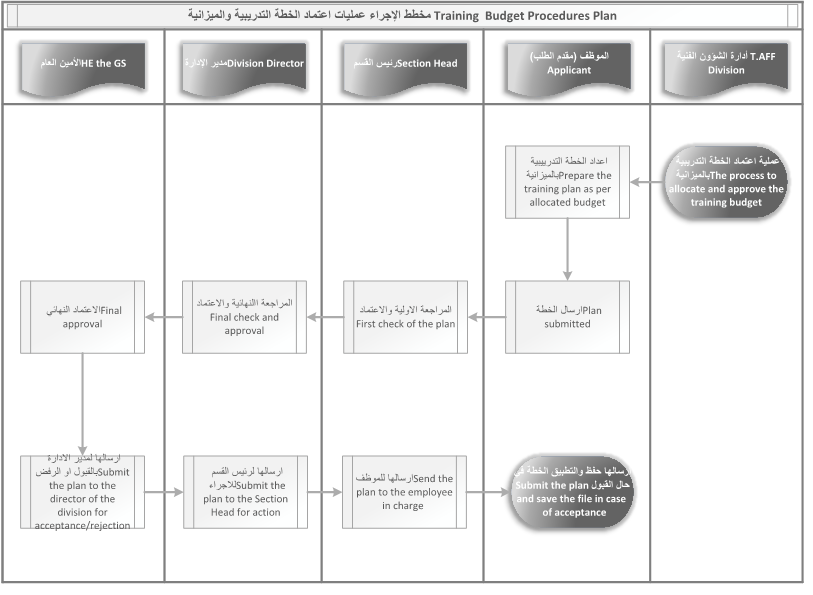 مخطط الإجراء عمليات اعتماد الخطة التدريبية والميزانية Training Budget Procedures Plan
الأمين العام HE the GS
مدير الإدارة Division Director
رئيس القسم Section Head
الموظف (مقدم الطلب)
Applicant
أدارة الشؤون الفنية T.AFF
Division
اعداد الخطة التدريبية
بالميزانية Prepare the
training plan as per
allocated budget
عملية اعتماد الخطة التدريبية
بالميزانية The process to
allocate and approve the
training budget
الاعتماد النهائي Final
approval
المراجعة النهائية والاعتماد
Final check and
approval
المراجعة الاولية والاعتماد
First check of the plan
ارسال الخطة Plan
submitted
ارسالها لمدير الادارة
بالقبول او الرفض Submit
the plan to the
director of the
division for
acceptance/rejection
ارسالها لرئيس القسم
للاجراء Submit the
plan to the Section
Head for action
ارسالها للموظف Send the
plan to the employee
in charge
رسالها حفظ والتطبيق الخطة في
حال القبول Submit the plan
and save the file in case
of acceptance